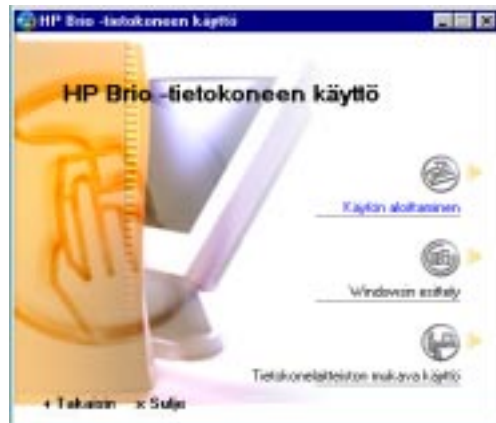 HP Brio -tietokoneen käyttö
HP Brio -tietokoneen käyttö
Käytön aloittaminen
Windowsin esittely
Tietokonelaitteiston mukava käyttö
Takaisin x Sulje